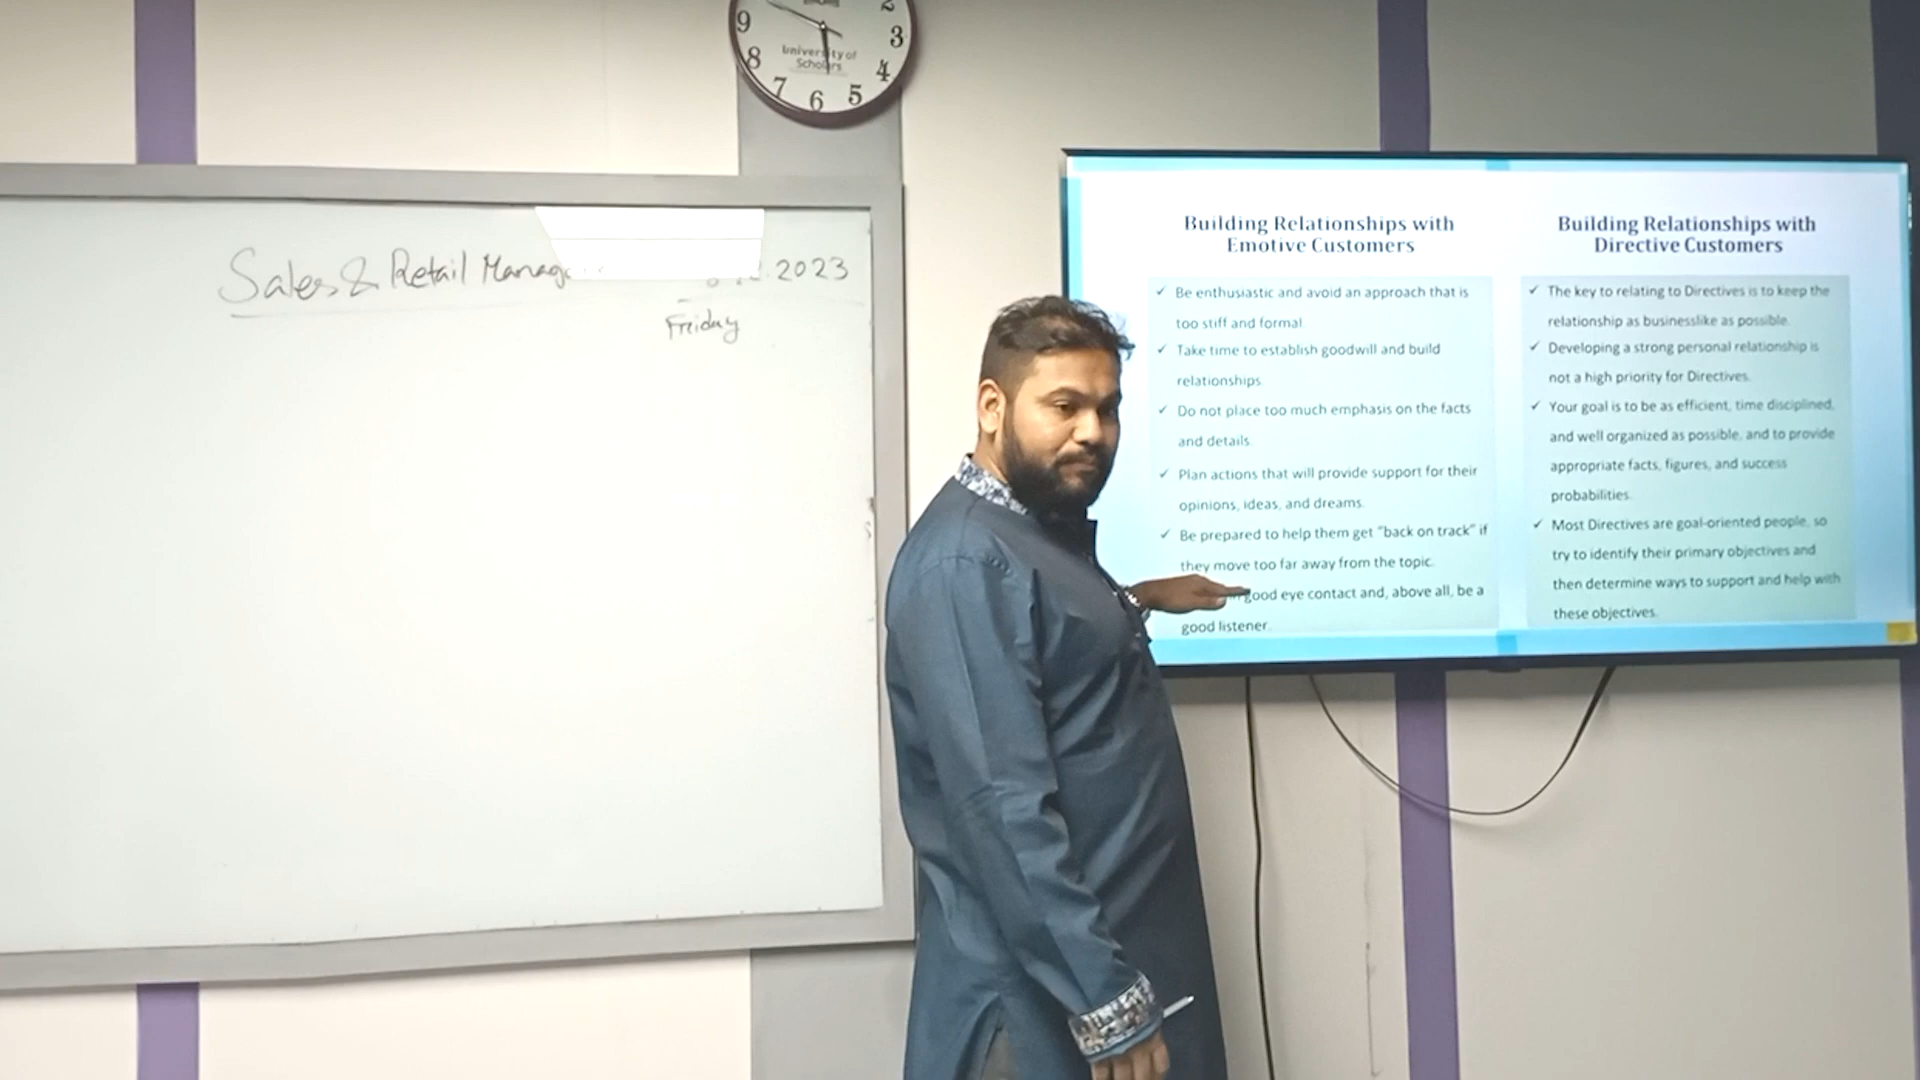 9
2
3
8
4
7
6
5
University of
Scholars
Sales & Retail
2023
Friday
Building Relationships with
Emotive Customers
✓ Be enthusiastic and avoid an approach that is
too stiff and formal.
✓ Take time to establish goodwill and build
relationships.
✓ Do not place too much emphasis on the facts
and details.
✓ Plan actions that will provide support for their
opinions, ideas, and dreams.
✓ Be prepared to help them get "back on track" if
they move too far away from the topic.
good eye contact and, above all, be a
good listener.
Building Relationships with
Directive Customers
✓ The key to relating to Directives is to keep the
relationship as businesslike as possible.
✓ Developing a strong personal relationship is
not a high priority for Directives.
✓ Your goal is to be as efficient, time disciplined,
and well organized as possible, and to provide
appropriate facts, figures, and success
probabilities.
✓ Most Directives are goal-oriented people, so
try to identify their primary objectives and
then determine ways to support and help with
these objectives.